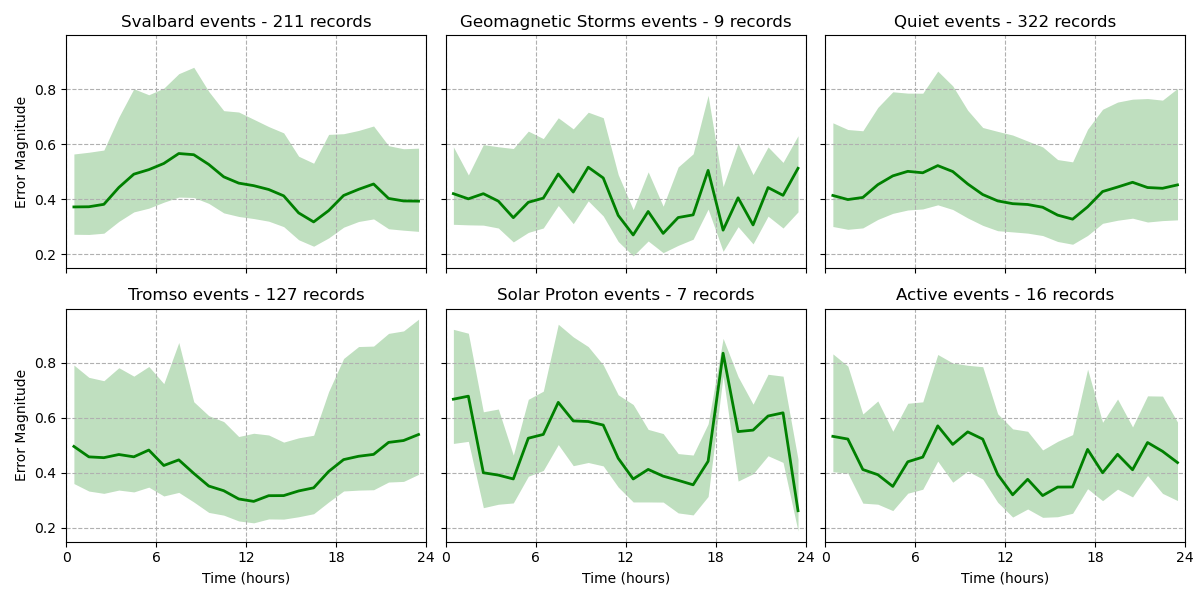 Svalbard events - 211 records
Geomagnetic Storms events - 9 records
Quiet events - 322 records
Error Magnitude
0.8
0.6
0.4
0.2
Tromso events - 127 records
Solar Proton events - 7 records
Active events - 16 records
Error Magnitude
0.8
0.6
0.4
0.2
0 6 12 18 24
0 6 12 18 24
0 6 12 18 24
Time (hours)
Time (hours)
Time (hours)